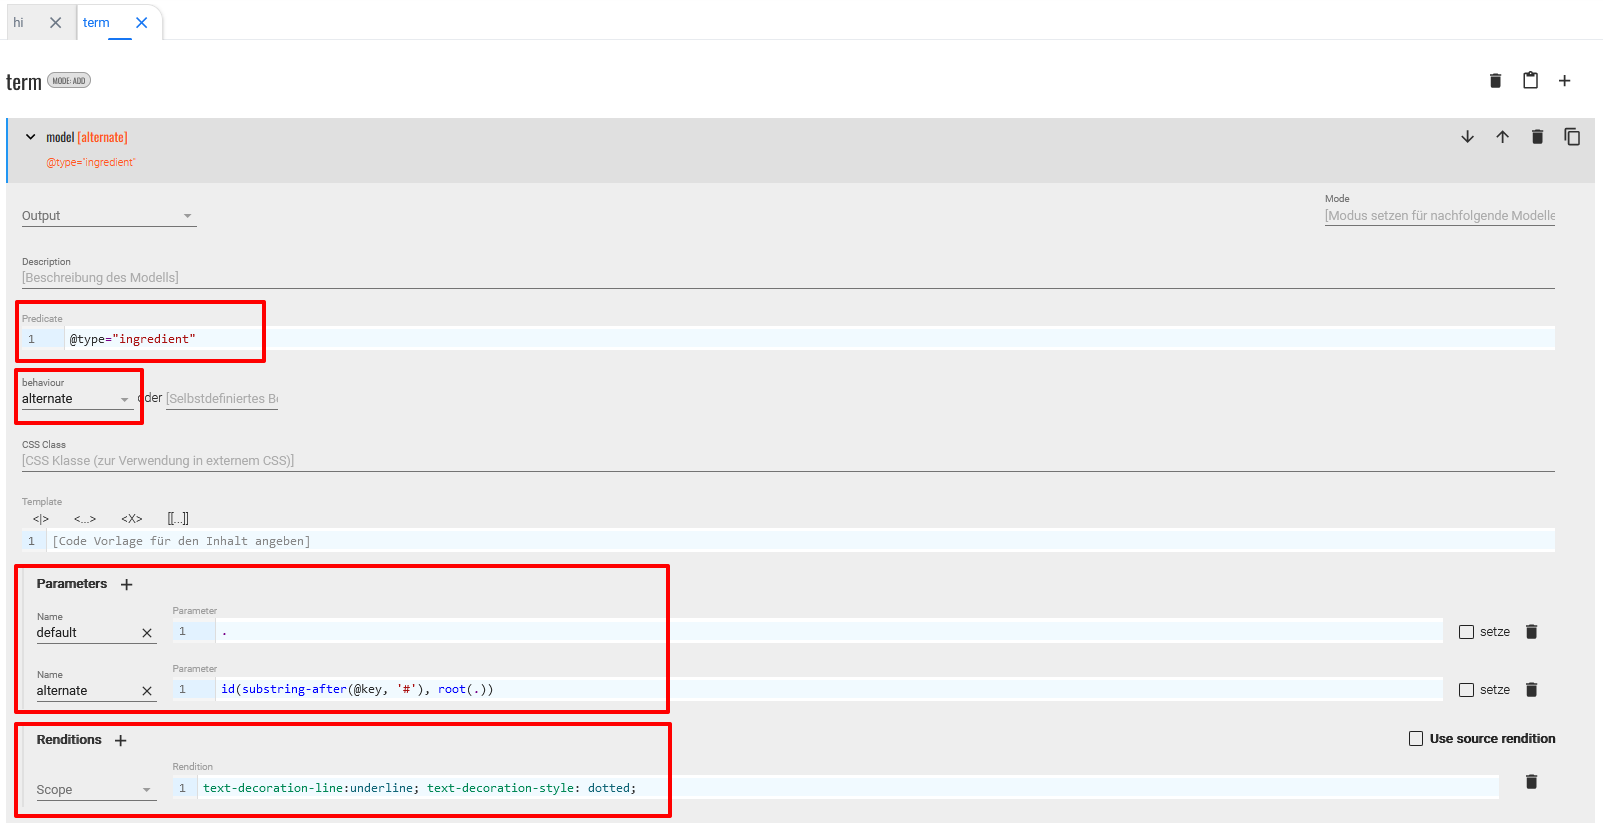 hi
term
term MODE: ADD
model [alternate]
@type="ingredient"
Output
Mode
[Modus setzen für nachfolgende Modelle
Description
[Beschreibung des Modells]
Predicate
1 @type="ingredient"
behaviour
alternate oder [Selbstdefiniertes Be
CSS Class
[CSS Klasse (zur Verwendung in externem CSS)]
Template
<|> <...> <X> [[...]]
1 [Code Vorlage für den Inhalt angeben]
Parameters +
Name Parameter
default 1 . setze
Name Parameter
alternate 1 id(substring-after(@key, '#'), root(.)) setze
Renditions + Use source rendition
Rendition
Scope 1 text-decoration-line:underline; text-decoration-style: dotted;